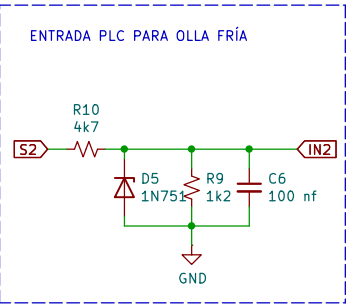 ENTRADA PLC PARA OLLA FRÍA
R10
4k7
S2
IN2
D5
1N751
R9
1k2
C6
100 nf
GND